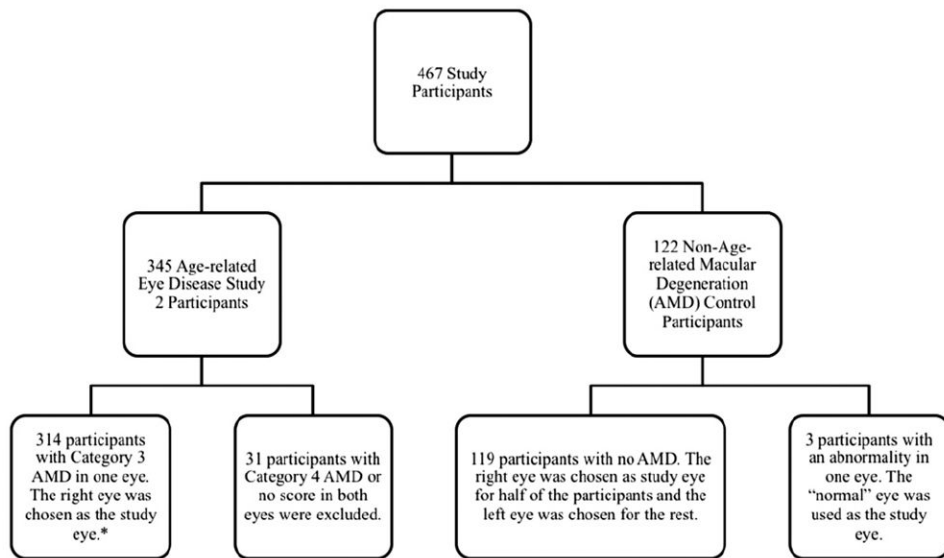 467 Study
Participants
345 Age-related
Eye Disease Study
2 Participants
122 Non-Age-
related Macular
Degeneration
(AMD) Control
Participants
314 participants
with Category 3
AMD in one eye.
The right eye was
chosen as the study
eye.*
31 participants with
Category 4 AMD or
no score in both
eyes were excluded.
119 participants with no AMD. The
right eye was chosen as study eye
for half of the participants and the
left eye was chosen for the rest.
3 participants with
an abnormality in
one eye. The
“normal” eye was
used as the study
eye.